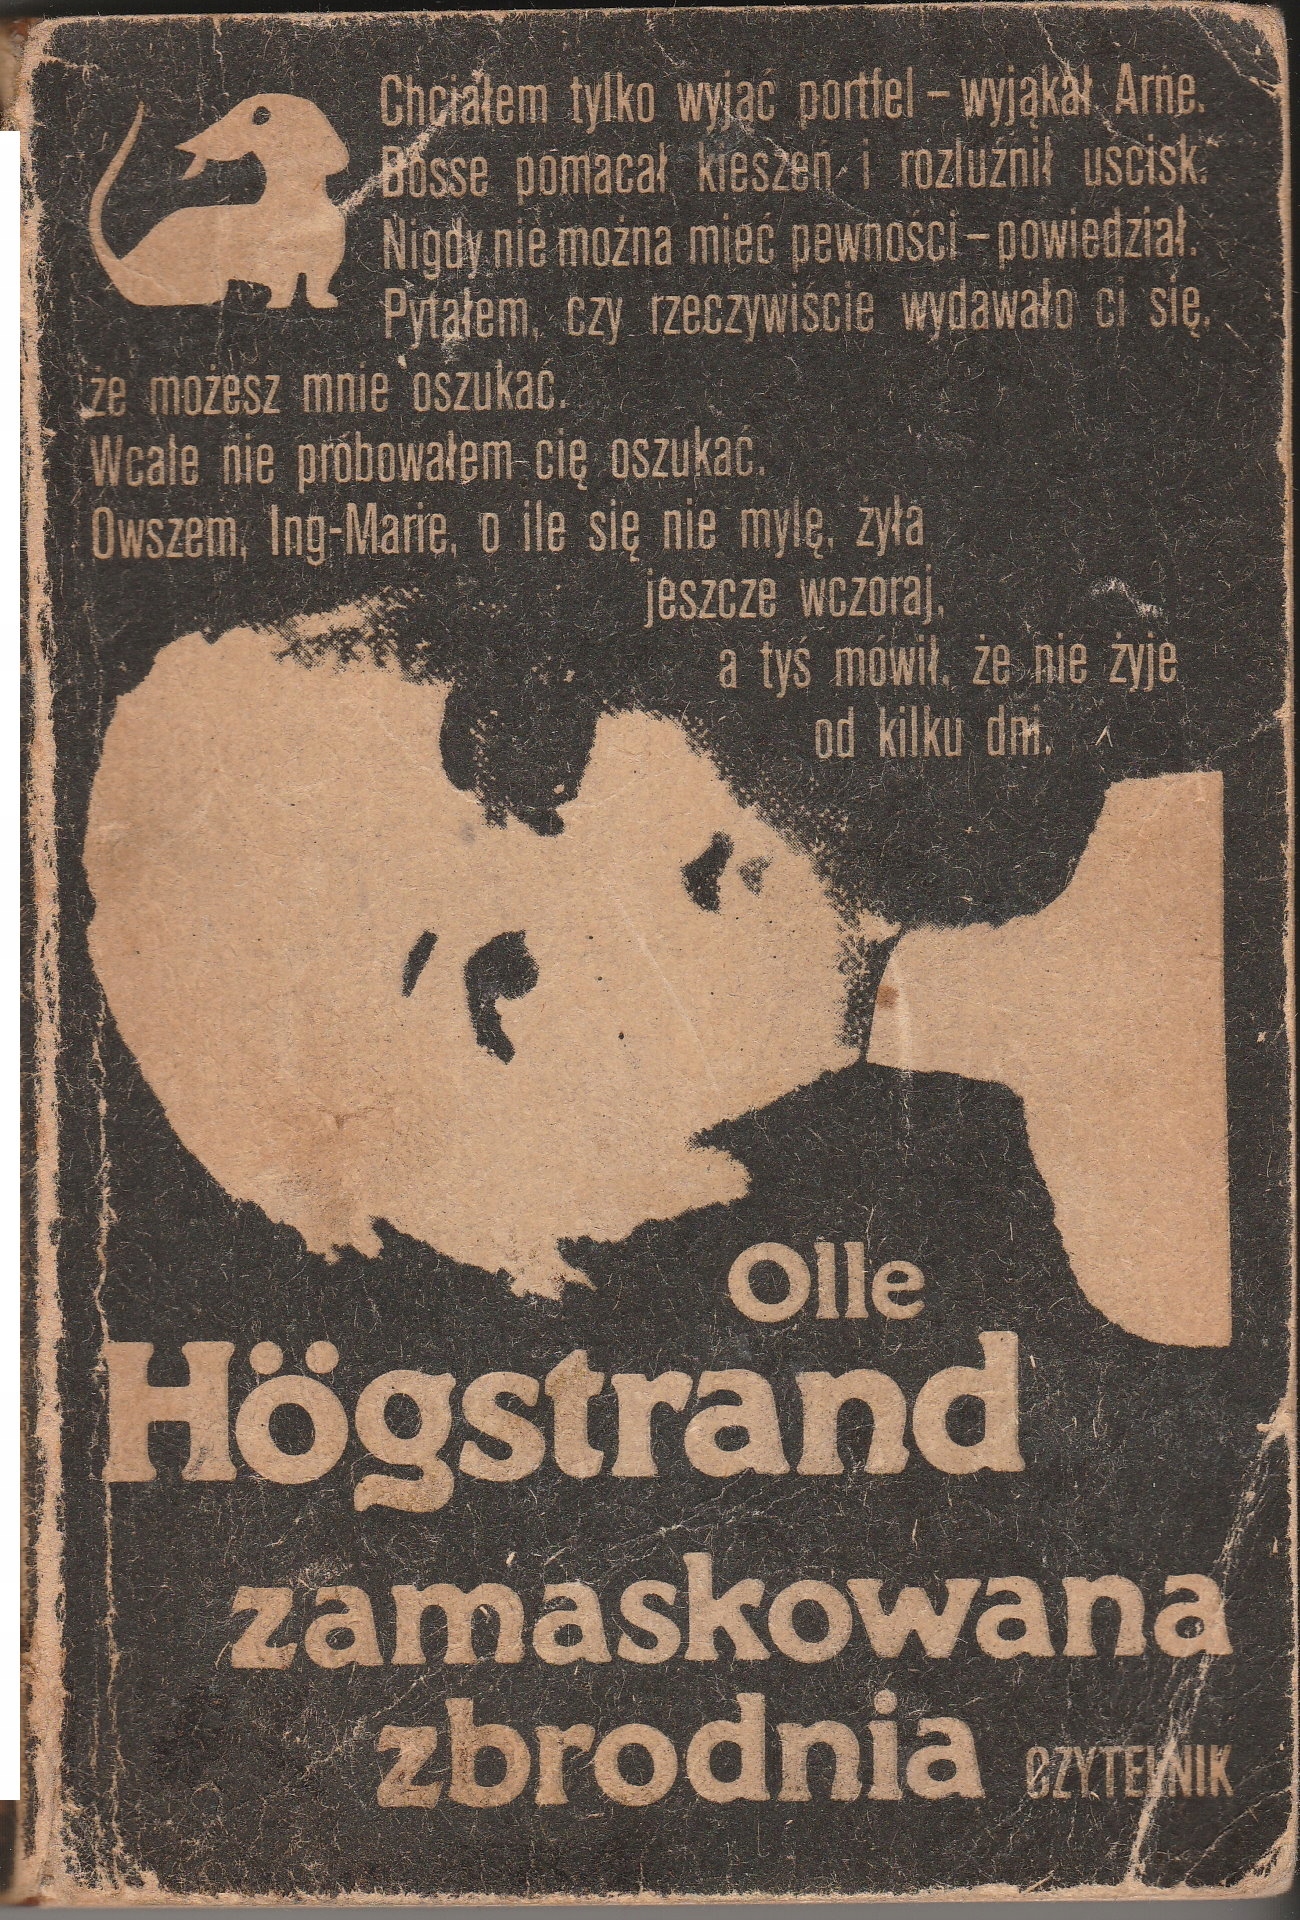 Chciałem tylko wyjąć portfel – wyjąkał Arne.
Bosse pomacał kieszeń i rozluźnił uścisk.
Nigdy nie można mieć pewności – powiedział.
Pytałem, czy rzeczywiście wydawało ci się,
że możesz mnie oszukać.
Wcale nie próbowałem cię oszukać.
Owszem, Ing-Marie, o ile się nie mylę, żyła
jeszcze wczoraj,
a tyś mówił, że nie żyje
od kilku dni.
Olle
Högstrand
zamaskowana
zbrodnia
CZYTELNIK